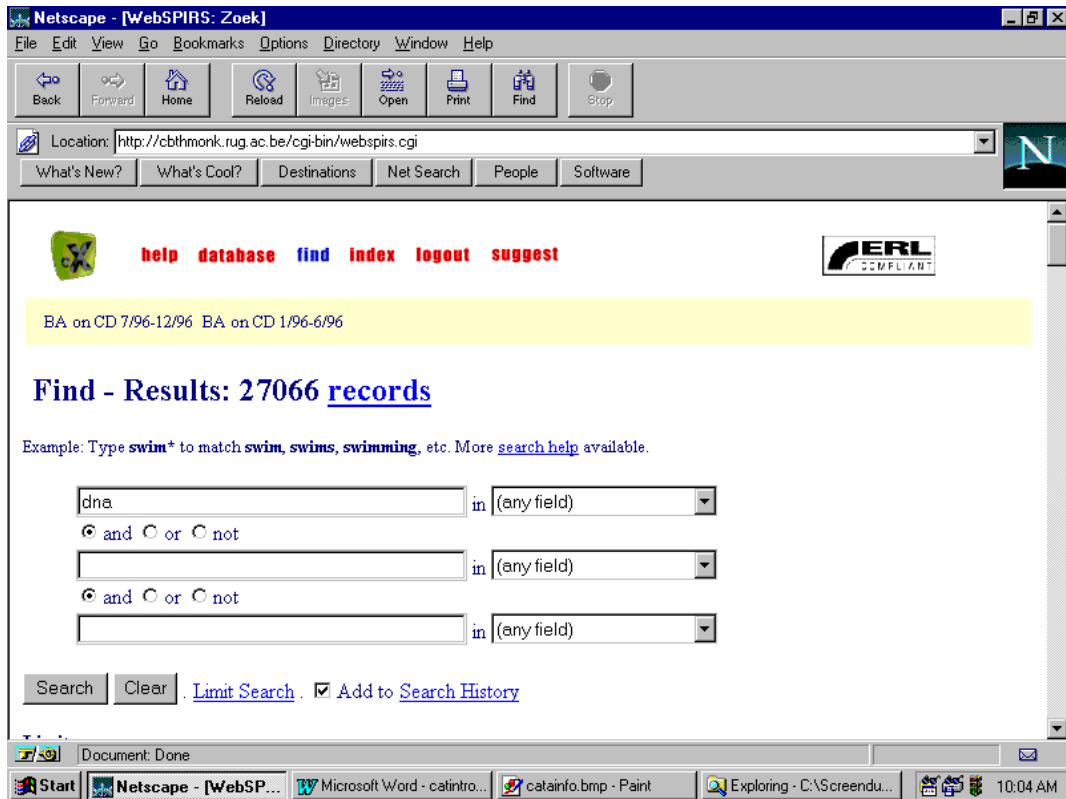 Netscape - [WebSPIRS: Zoek]
File Edit View Go Bookmarks Options Directory Window Help
Back Forward Home Reload Images Open Print Find Stop
Location: http://cbthmonk.rug.ac.be/cgi-bin/webspirs.cgi
N
What's New? What's Cool? Destinations Net Search People Software
help database find index logout suggest
ERL
COMPLIANT
BA on CD 7/96-12/96 BA on CD 1/96-6/96
Find - Results: 27066 records
Example: Type swim* to match swim, swims, swimming, etc. More search help available.
dna in (any field)
and or not
in (any field)
and or not
in (any field)
Search Clear . Limit Search . Add to Search History
Document: Done
Start Netscape - [WebSP... Microsoft Word - catintro... catainfo.bmp - Paint Exploring - C:\Screendu... 10:04 AM